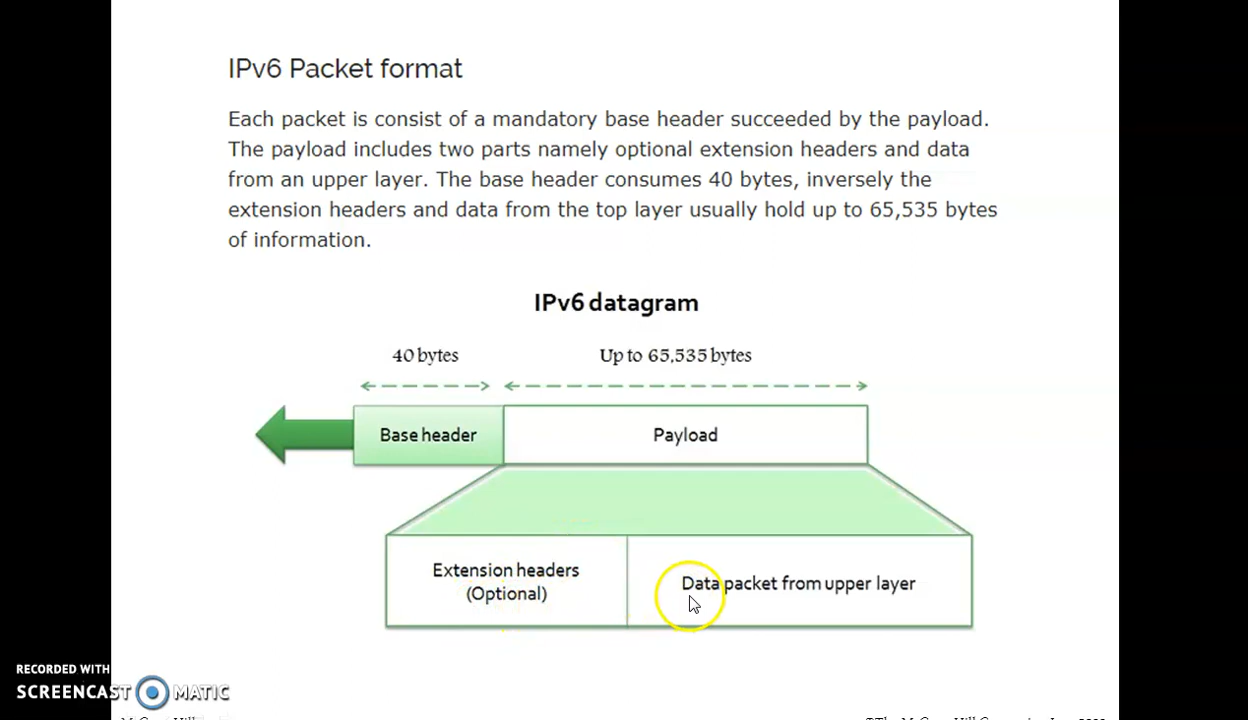 IPv6 Packet format
Each packet is consist of a mandatory base header succeeded by the payload.
The payload includes two parts namely optional extension headers and data
from an upper layer. The base header consumes 40 bytes, inversely the
extension headers and data from the top layer usually hold up to 65,535 bytes
of information.
IPv6 datagram
40 bytes
Up to 65,535 bytes
Base header
Payload
Extension headers
(Optional)
Data packet from upper layer
RECORDED WITH
SCREENCAST MATIC